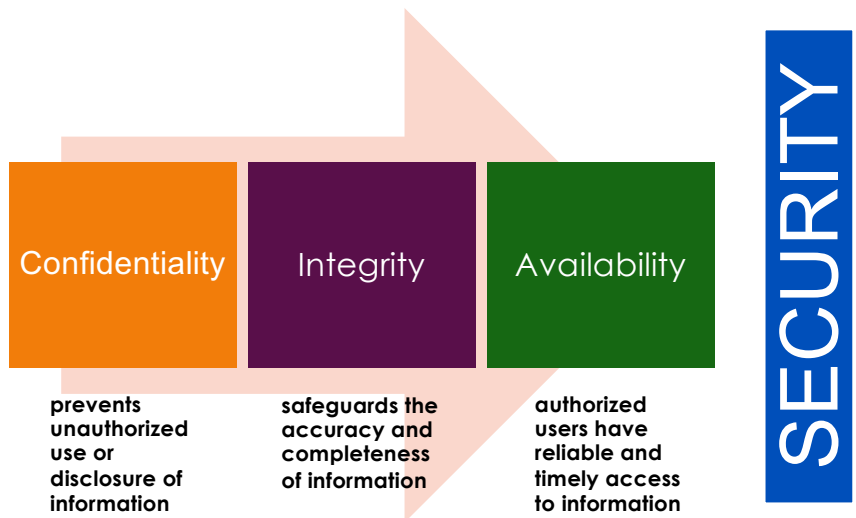 Confidentiality
Integrity
Availability
prevents
unauthorized
use or
disclosure of
information
safeguards the
accuracy and
completeness
of information
authorized
users have
reliable and
timely access
to information
SECURITY